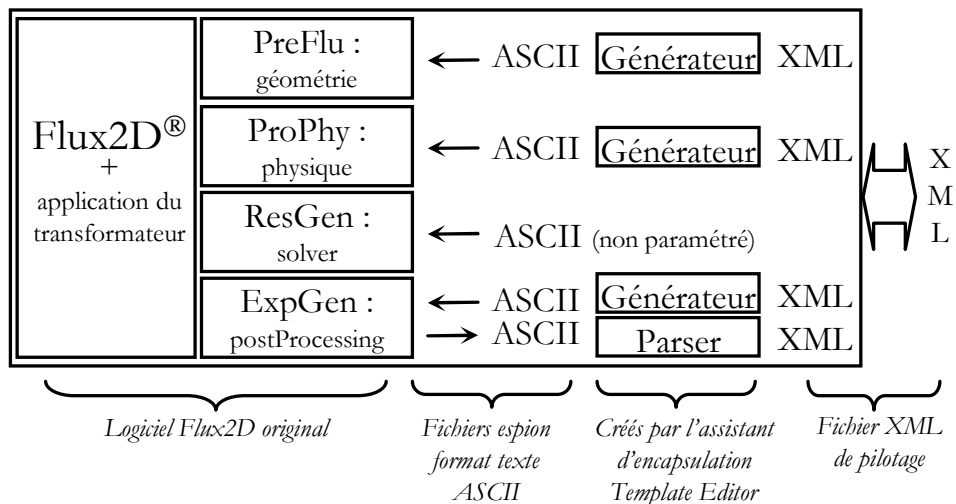 PreFlu : ASCII Générateur XML
géométrie
Flux2D®
+
application du
transformateur
ProPhy : ASCII Générateur XML
physique
ResGen : ASCII (non paramétré)
solver
ExpGen : ASCII Générateur XML
postProcessing ASCII Parser XML
X
M
L
Logiciel Flux2D original
Fichiers espion
format texte
ASCII
Créés par l'assistant
d'encapsulation
Template Editor
Fichier XML
de pilotage